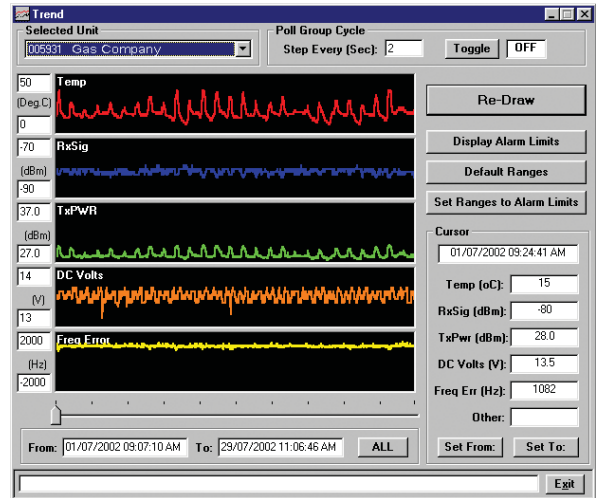 Trend
Selected Unit
005931 Gas Company
Poll Group Cycle
Step Every (Sec): 2
Toggle
OFF
50
(Deg.C)
0
Temp
-70
(dBm)
-90
RxSig
37.0
(dBm)
27.0
TxPWR
14
(V)
13
DC Volts
2000
(Hz)
-2000
Freq Error
From: 01/07/2002 09:07:10 AM To: 29/07/2002 11:06:46 AM
ALL
Re-Draw
Display Alarm Limits
Default Ranges
Set Ranges to Alarm Limits
Cursor
01/07/2002 09:24:41 AM
Temp (oC): 15
RxSig (dBm): -80
TxPwr (dBm): 28.0
DC Volts (V): 13.5
Freq Err (Hz): 1082
Other:
Set From:
Set To:
Exit